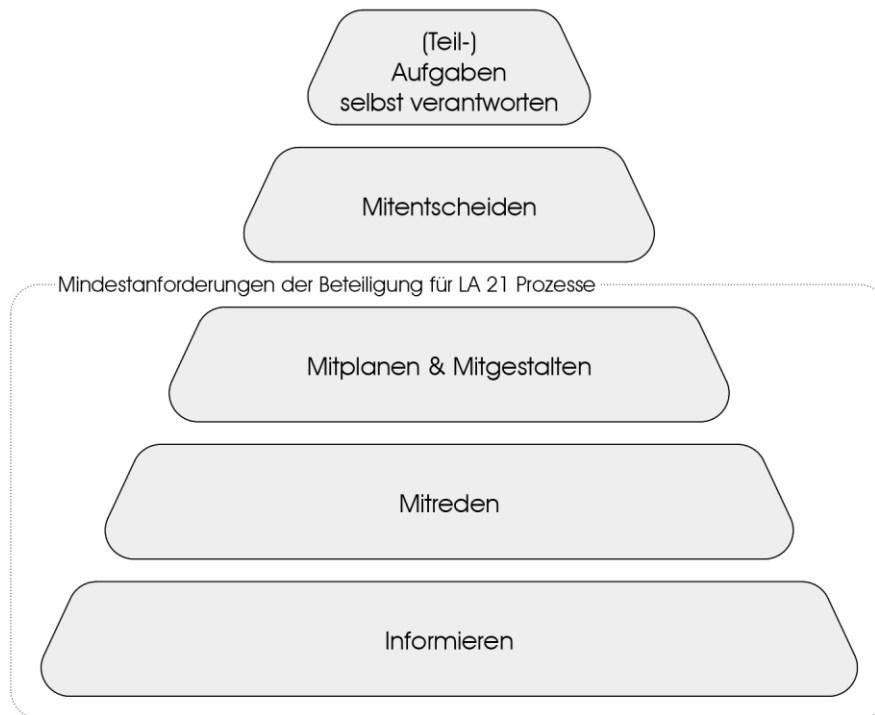 (Teil-)
Aufgaben
selbst verantworten
Mitentscheiden
Mindestanforderungen der Beteiligung für LA 21 Prozesse
Mitplanen & Mitgestalten
Mitreden
Informieren